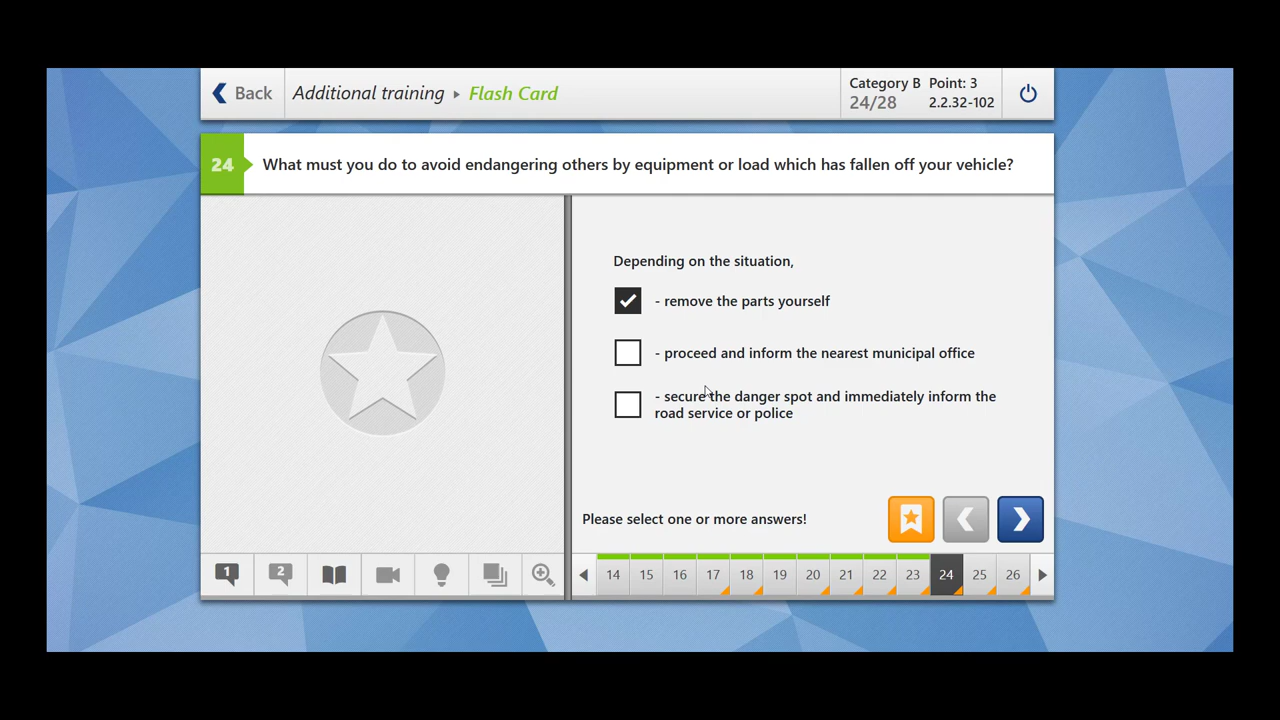 Back
Additional training ▸ Flash Card
Category B Point: 3
24/28 2.2.32-102
24
What must you do to avoid endangering others by equipment or load which has fallen off your vehicle?
Depending on the situation,
- remove the parts yourself
- proceed and inform the nearest municipal office
- secure the danger spot and immediately inform the
road service or police
Please select one or more answers!
1 2
14 15 16 17 18 19 20 21 22 23 24 25 26